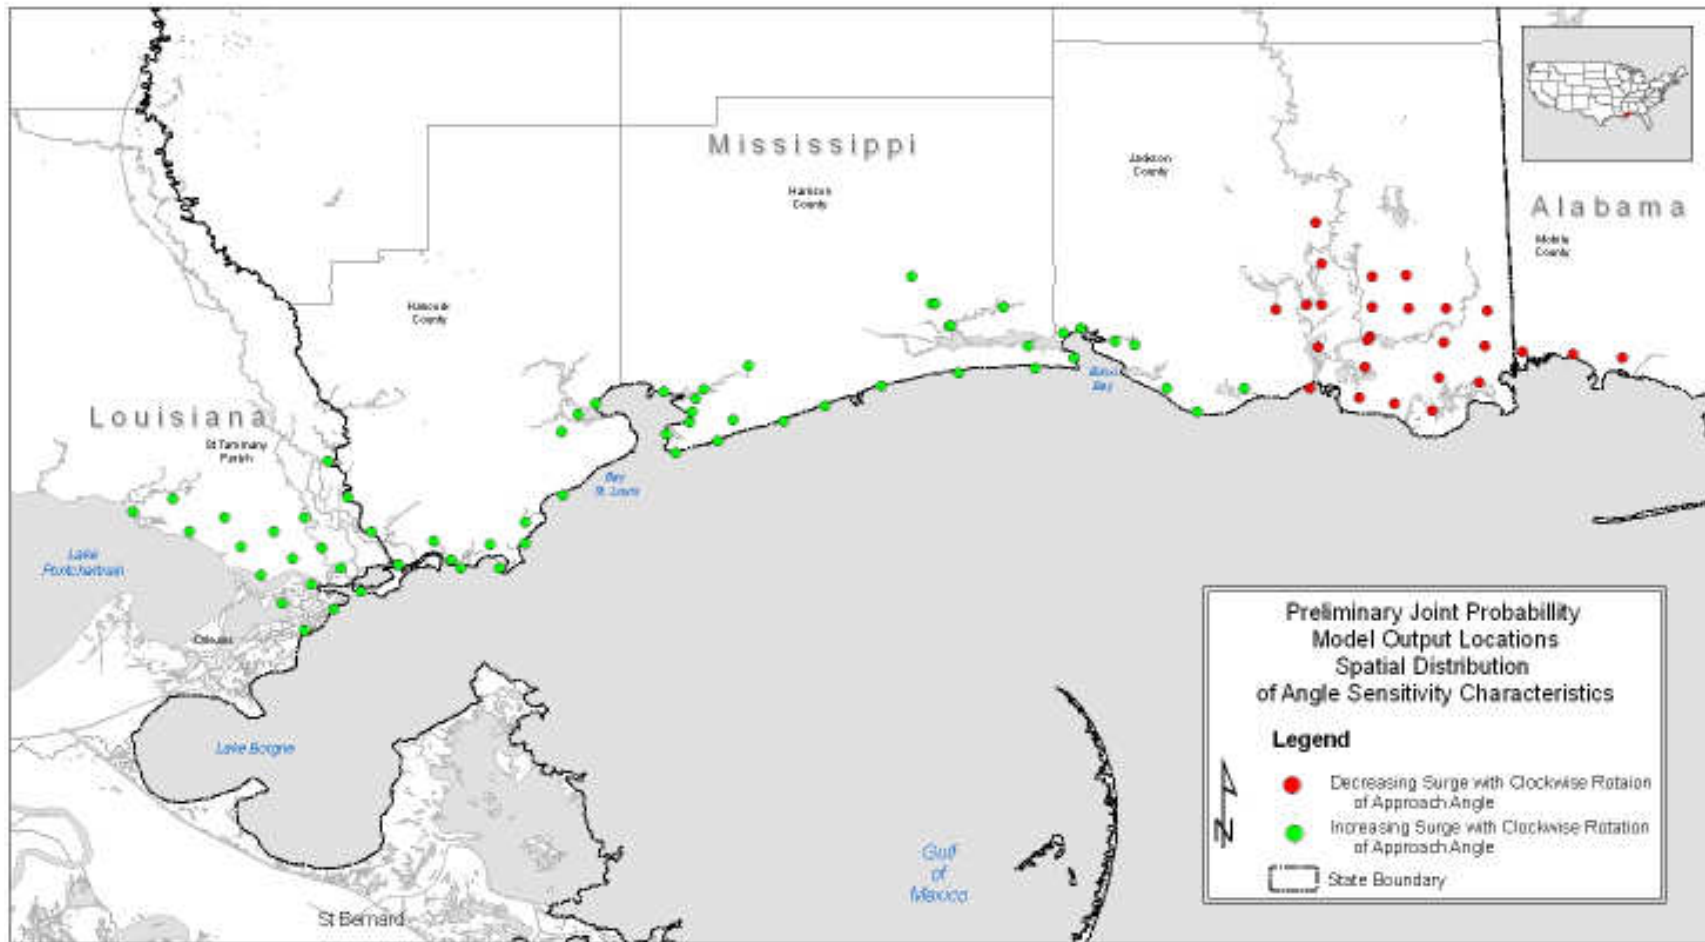 Mississippi
Jackson
County
Harrison
County
Alabama
Mobile
County
Hancock
County
Biloxi
Bay
Louisiana
St Tammany
Parish
Bay
St. Louis
Lake
Pontchartrain
Orleans
Lake Borgne
Gulf
of
Mexico
St Bernard
Preliminary Joint Probabillity
Model Output Locations
Spatial Distribution
of Angle Sensitivity Characteristics
Legend
Decreasing Surge with Clockwise Rotaion
of Approach Angle
Increasing Surge with Clockwise Rotation
of Approach Angle
State Boundary
N